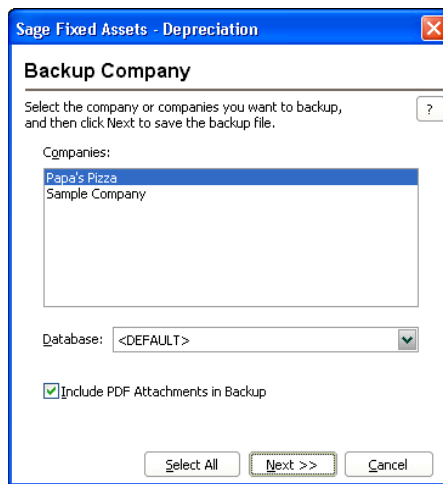 Sage Fixed Assets - Depreciation
Backup Company
Select the company or companies you want to backup,
and then click Next to save the backup file.
?
Companies:
Papa's Pizza
Sample Company
Database: <DEFAULT>
Include PDF Attachments in Backup
Select All Next >> Cancel